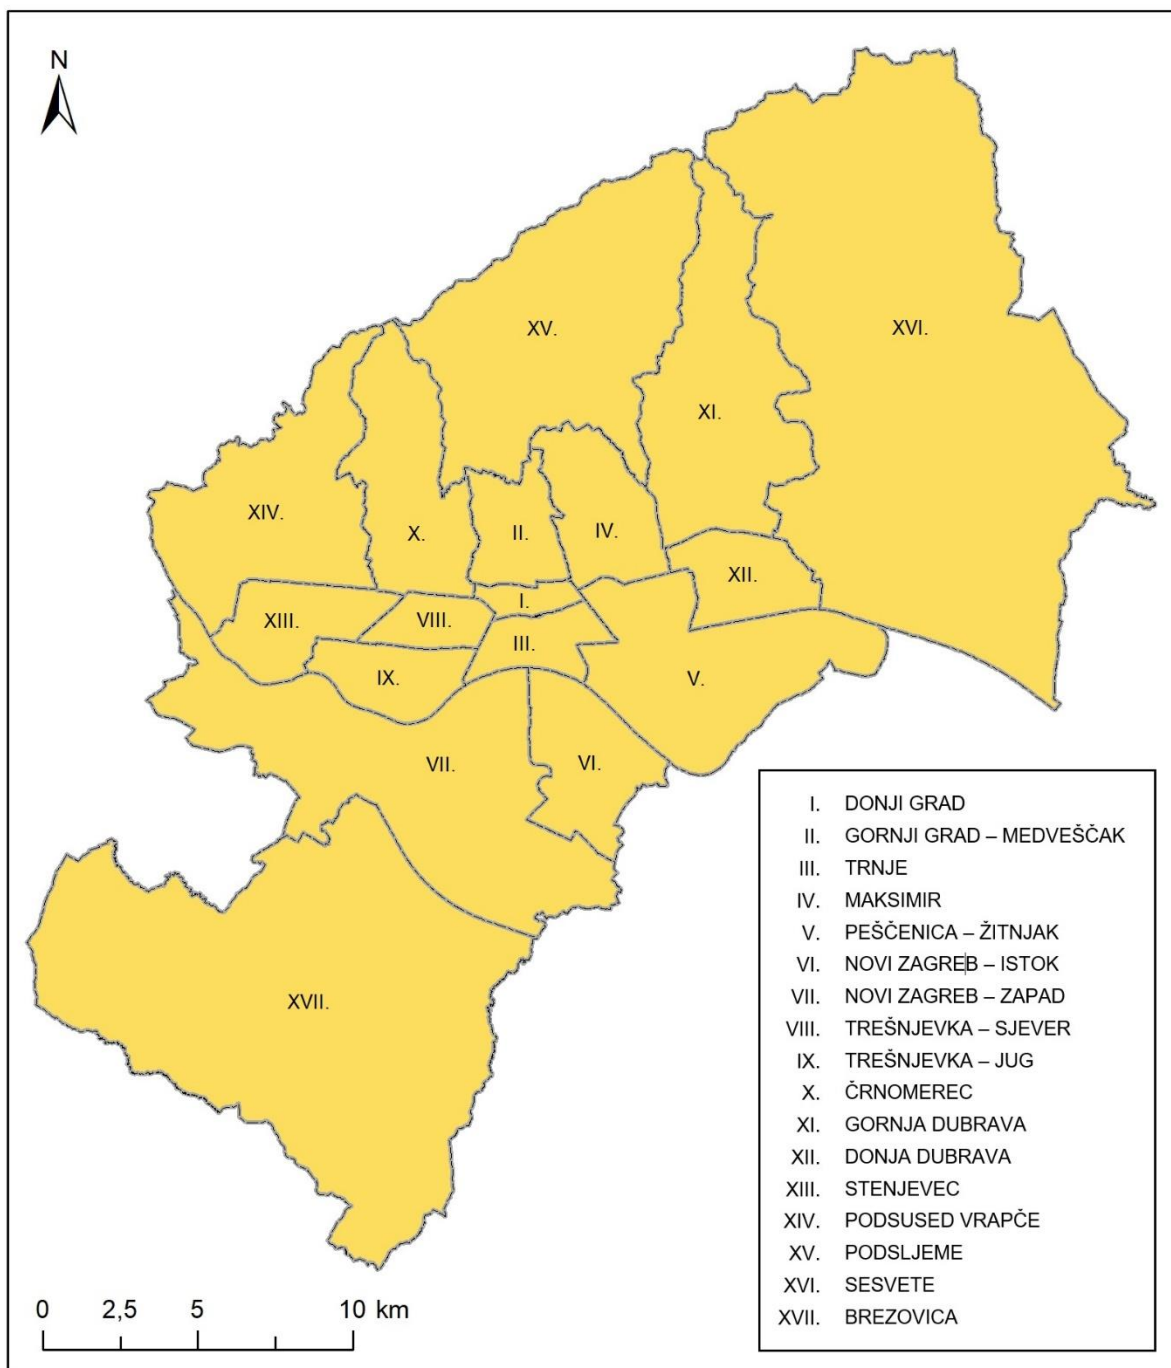 N
XV.
XVI.
XI.
XIV.
X.
II.
IV.
XII.
I.
XIII.
VIII.
III.
IX.
V.
VII.
VI.
XVII.
I. DONJI GRAD
II. GORNJI GRAD – MEDVEŠČAK
III. TRNJE
IV. MAKSIMIR
V. PEŠČENICA – ŽITNJAK
VI. NOVI ZAGREB – ISTOK
VII. NOVI ZAGREB – ZAPAD
VIII. TREŠNJEVKA – SJEVER
IX. TREŠNJEVKA – JUG
X. ČRNOMEREC
XI. GORNJA DUBRAVA
XII. DONJA DUBRAVA
XIII. STENJEVEC
XIV. PODSUSED VRAPČE
XV. PODSLJEME
XVI. SESVETE
XVII. BREZOVICA
0 2,5 5 10 km